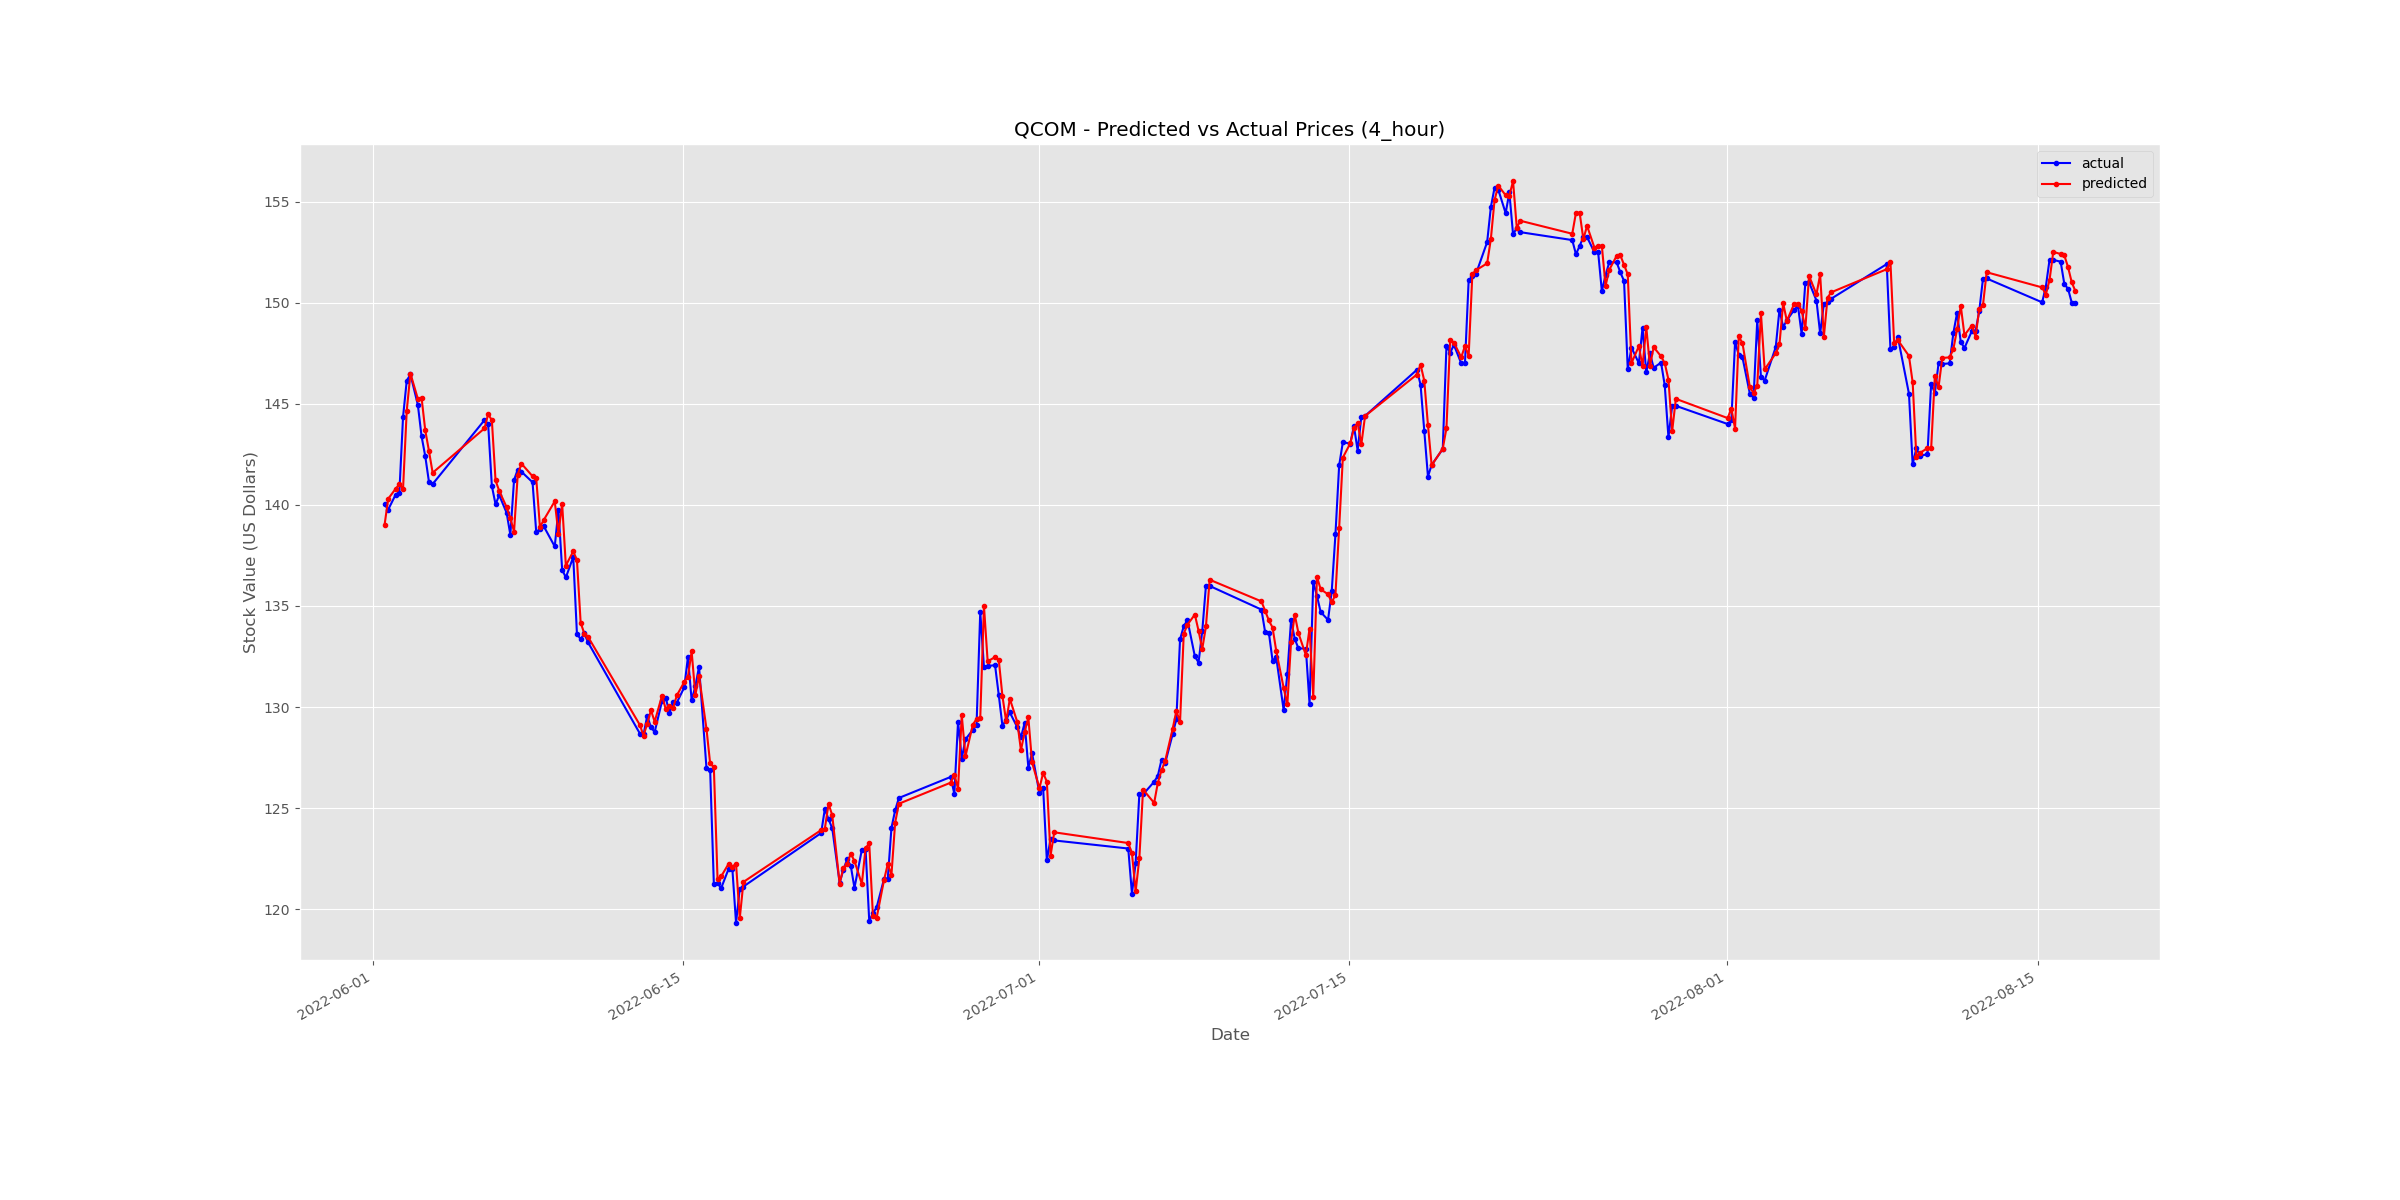 QCOM - Predicted vs Actual Prices (4_hour)
actual
predicted
155
150
145
140
135
130
125
120
Stock Value (US Dollars)
2022-06-01
2022-06-15
2022-07-01
2022-07-15
2022-08-01
2022-08-15
Date